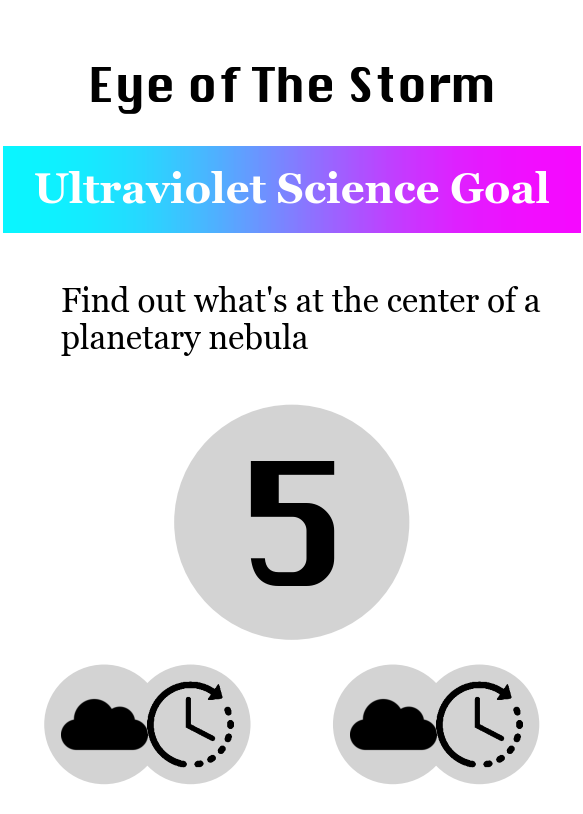 Eye of The Storm
Ultraviolet Science Goal
Find out what's at the center of a
planetary nebula
5